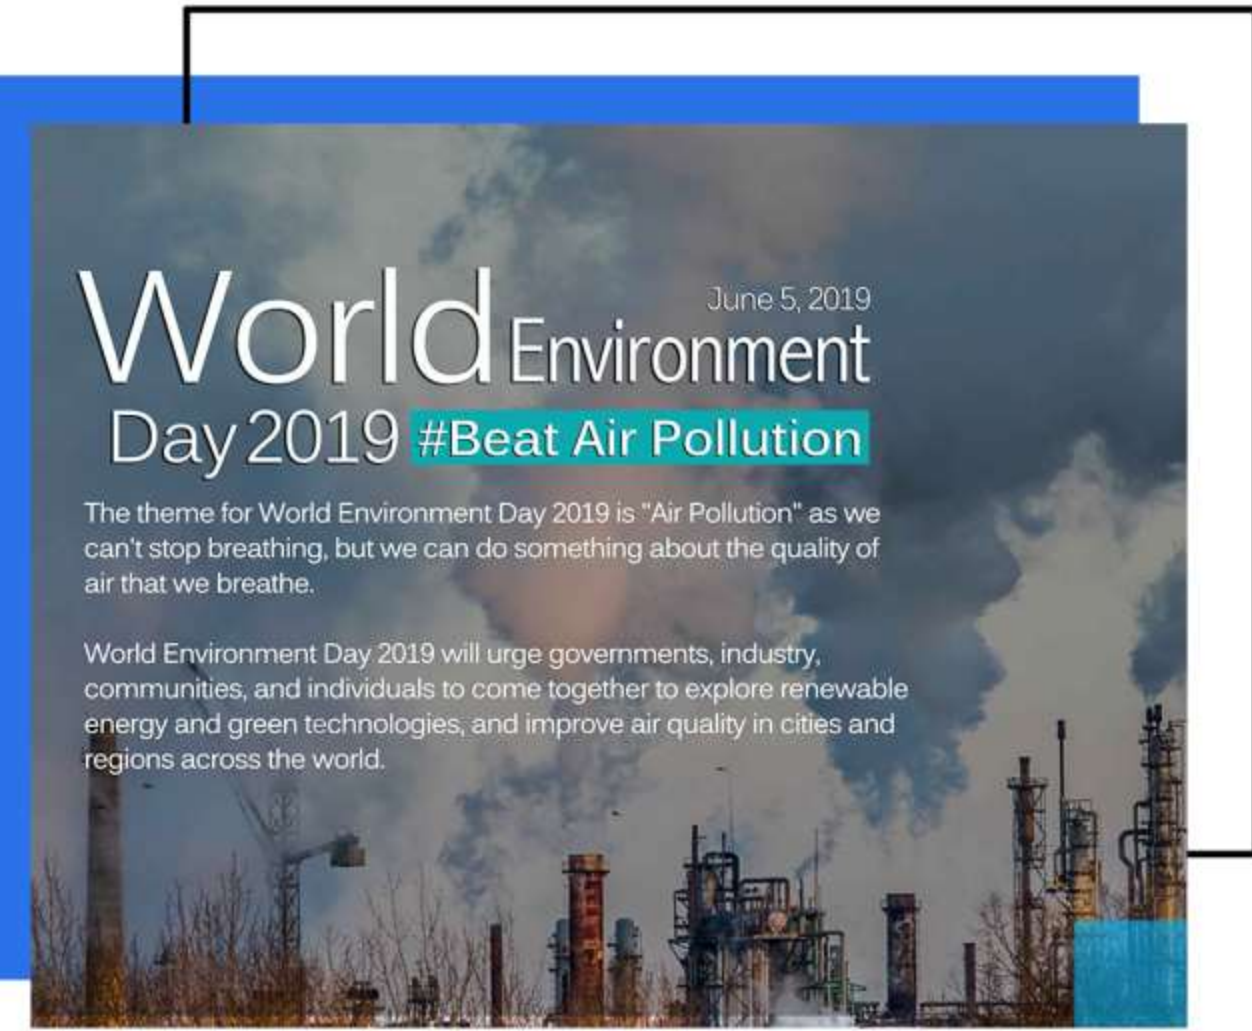 June 5, 2019
World Environment
Day 2019 #Beat Air Pollution
The theme for World Environment Day 2019 is "Air Pollution" as we
can't stop breathing, but we can do something about the quality of
air that we breathe.
World Environment Day 2019 will urge governments, industry,
communities, and individuals to come together to explore renewable
energy and green technologies, and improve air quality in cities and
regions across the world.